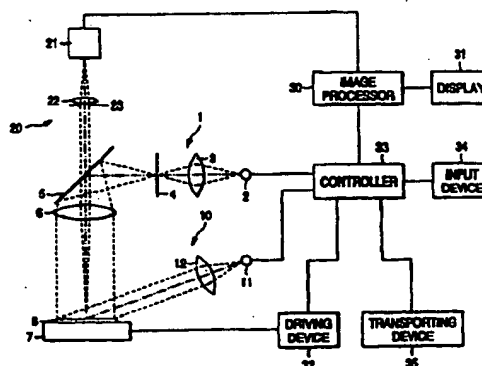 21
31
IMAGE
PROCESSOR
30
DISPLAY
22
23
20
1
34
3
33
CONTROLLER
INPUT
DEVICE
5
4
2
6
10
12
11
8
7
DRIVING
DEVICE
TRANSPORTING
DEVICE
35